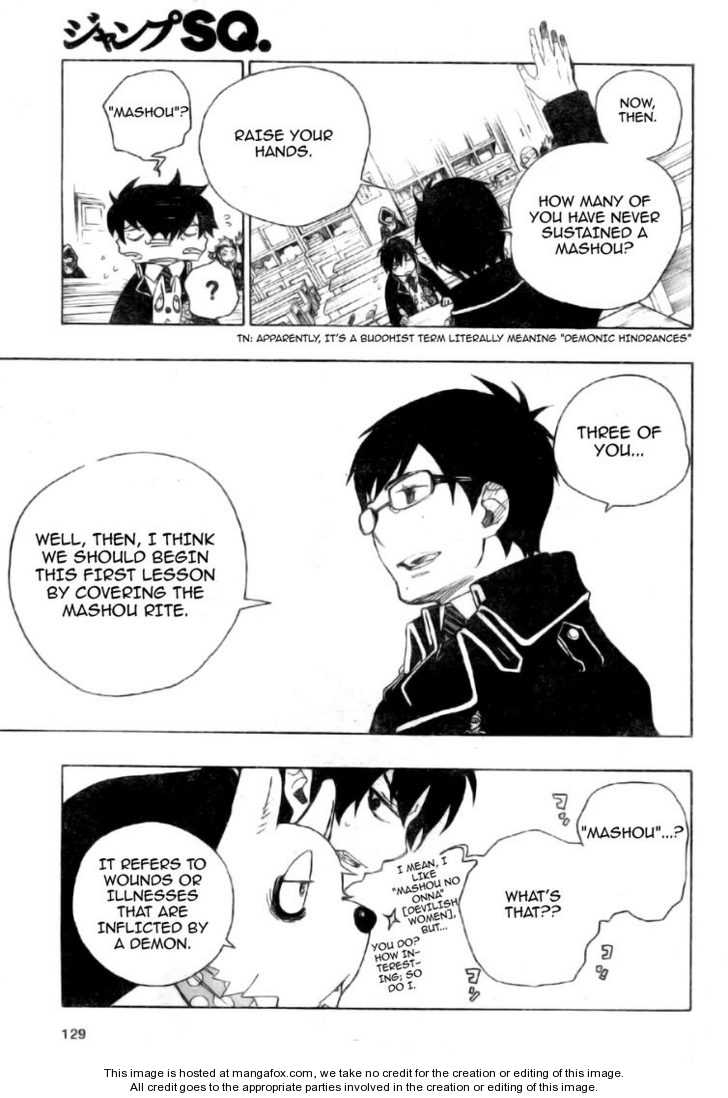 ジャンプSQ.
NOW,
THEN.
HOW MANY OF
YOU HAVE NEVER
SUSTAINED A
MASHOU?
RAISE YOUR
HANDS.
"MASHOU"?
?
TN: APPARENTLY, IT'S A BUDDHIST TERM LITERALLY MEANING "DEMONIC HINDRANCES"
THREE OF
YOU...
WELL, THEN, I THINK
WE SHOULD BEGIN
THIS FIRST LESSON
BY COVERING THE
MASHOU RITE.
"MASHOU"...?
WHAT'S
THAT??
コ
コ
コ
コ
I MEAN, I
LIKE
"MASHOU NO
ONNA"
[DEVILISH
WOMEN],
BUT...
YOU DO?
HOW IN-
TEREST-
ING; SO
DO I.
IT REFERS TO
WOUNDS OR
ILLNESSES
THAT ARE
INFLICTED BY
A DEMON.
129
This image is hosted at mangafox.com, we take no credit for the creation or editing of this image.
All credit goes to the appropriate parties involved in the creation or editing of this image.